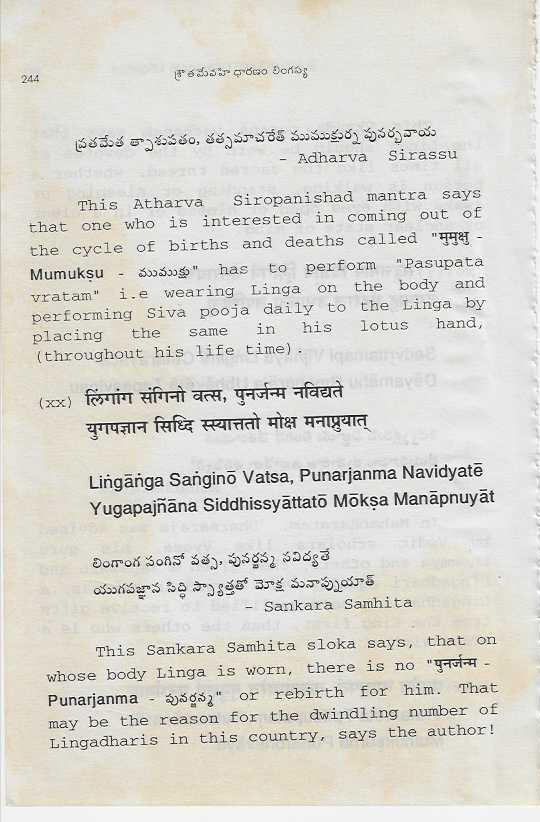 244
శ్రౌతమేవహి ధారణం లింగస్య
వ్రతమేత త్పాశుపతం, తత్సమాచరేత్ ముముక్షుర్న పునర్భవాయ
- Adharva Sirassu
This Atharva Siropanishad mantra says
that one who is interested in coming out of
the cycle of births and deaths called "मुमुक्षु -
Mumukṣu - ముముక్షు" has to perform "Pasupata
vratam" i.e wearing Linga on the body and
performing Siva pooja daily to the Linga by
placing the same in his lotus hand,
(throughout his life time).
(xx) लिंगांग संगिनो वत्स, पुनर्जन्म नविद्यते
युगपज्ञान सिध्दि स्स्यात्ततो मोक्ष मनाप्नुयात्
Liṅgāṅga Saṅginō Vatsa, Punarjanma Navidyatē
Yugapajñāna Siddhissyāttatō Mōkṣa Manāpnuyāt
లింగాంగ పంగినో వత్స, పునర్జన్మ నవిద్యతే
యుగపజ్ఞాన సిద్ధి స్స్యాత్తతో మోక్ష మనాప్నుయాత్
- Sankara Samhita
This Sankara Samhita sloka says, that on
whose body Linga is worn, there is no "पुनर्जन्म -
Punarjanma - పునర్జన్మ" or rebirth for him. That
may be the reason for the dwindling number of
Lingadharis in this country, says the author!